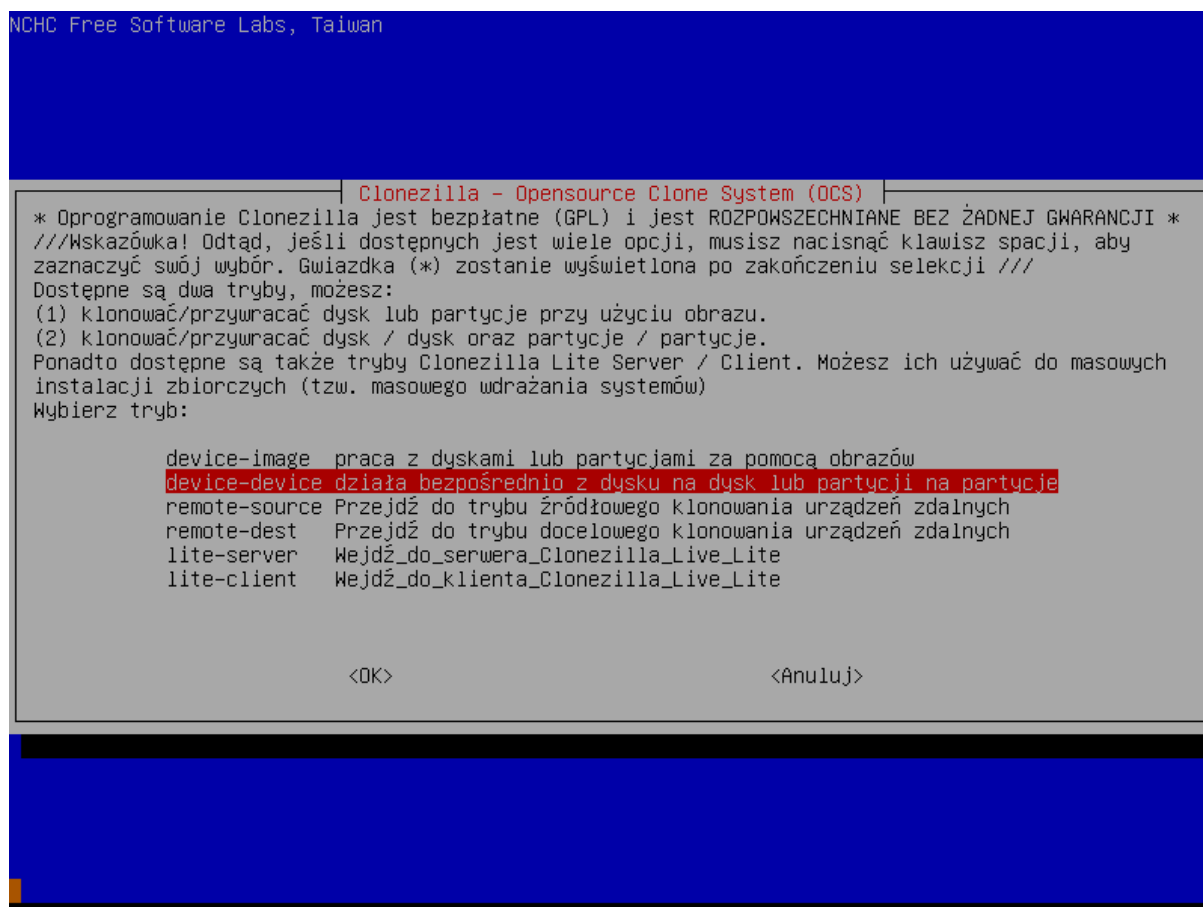 NCHC Free Software Labs, Taiwan
Clonezilla - Opensource Clone System (OCS)
* Oprogramowanie Clonezilla jest bezpłatne (GPL) i jest ROZPOWSZECHNIANE BEZ ŻADNEJ GWARANCJI *
///Wskazówka! Odtąd, jeśli dostępnych jest wiele opcji, musisz nacisnąć klawisz spacji, aby
zaznaczyć swój wybór. Gwiazdka (*) zostanie wyświetlona po zakończeniu selekcji ///
Dostępne są dwa tryby, możesz:
(1) klonować/przywracać dysk lub partycje przy użyciu obrazu.
(2) klonować/przywracać dysk / dysk oraz partycje / partycje.
Ponadto dostępne są także tryby Clonezilla Lite Server / Client. Możesz ich używać do masowych
instalacji zbiorczych (tzw. masowego wdrażania systemów)
Wybierz tryb:
device-image praca z dyskami lub partycjami za pomocą obrazów
device-device działa bezpośrednio z dysku na dysk lub partycji na partycje
remote-source Przejdź do trybu źródłowego klonowania urządzeń zdalnych
remote-dest Przejdź do trybu docelowego klonowania urządzeń zdalnych
lite-server Wejdź_do_serwera_Clonezilla_Live_Lite
lite-client Wejdź_do_klienta_Clonezilla_Live_Lite
<OK> <Anuluj>